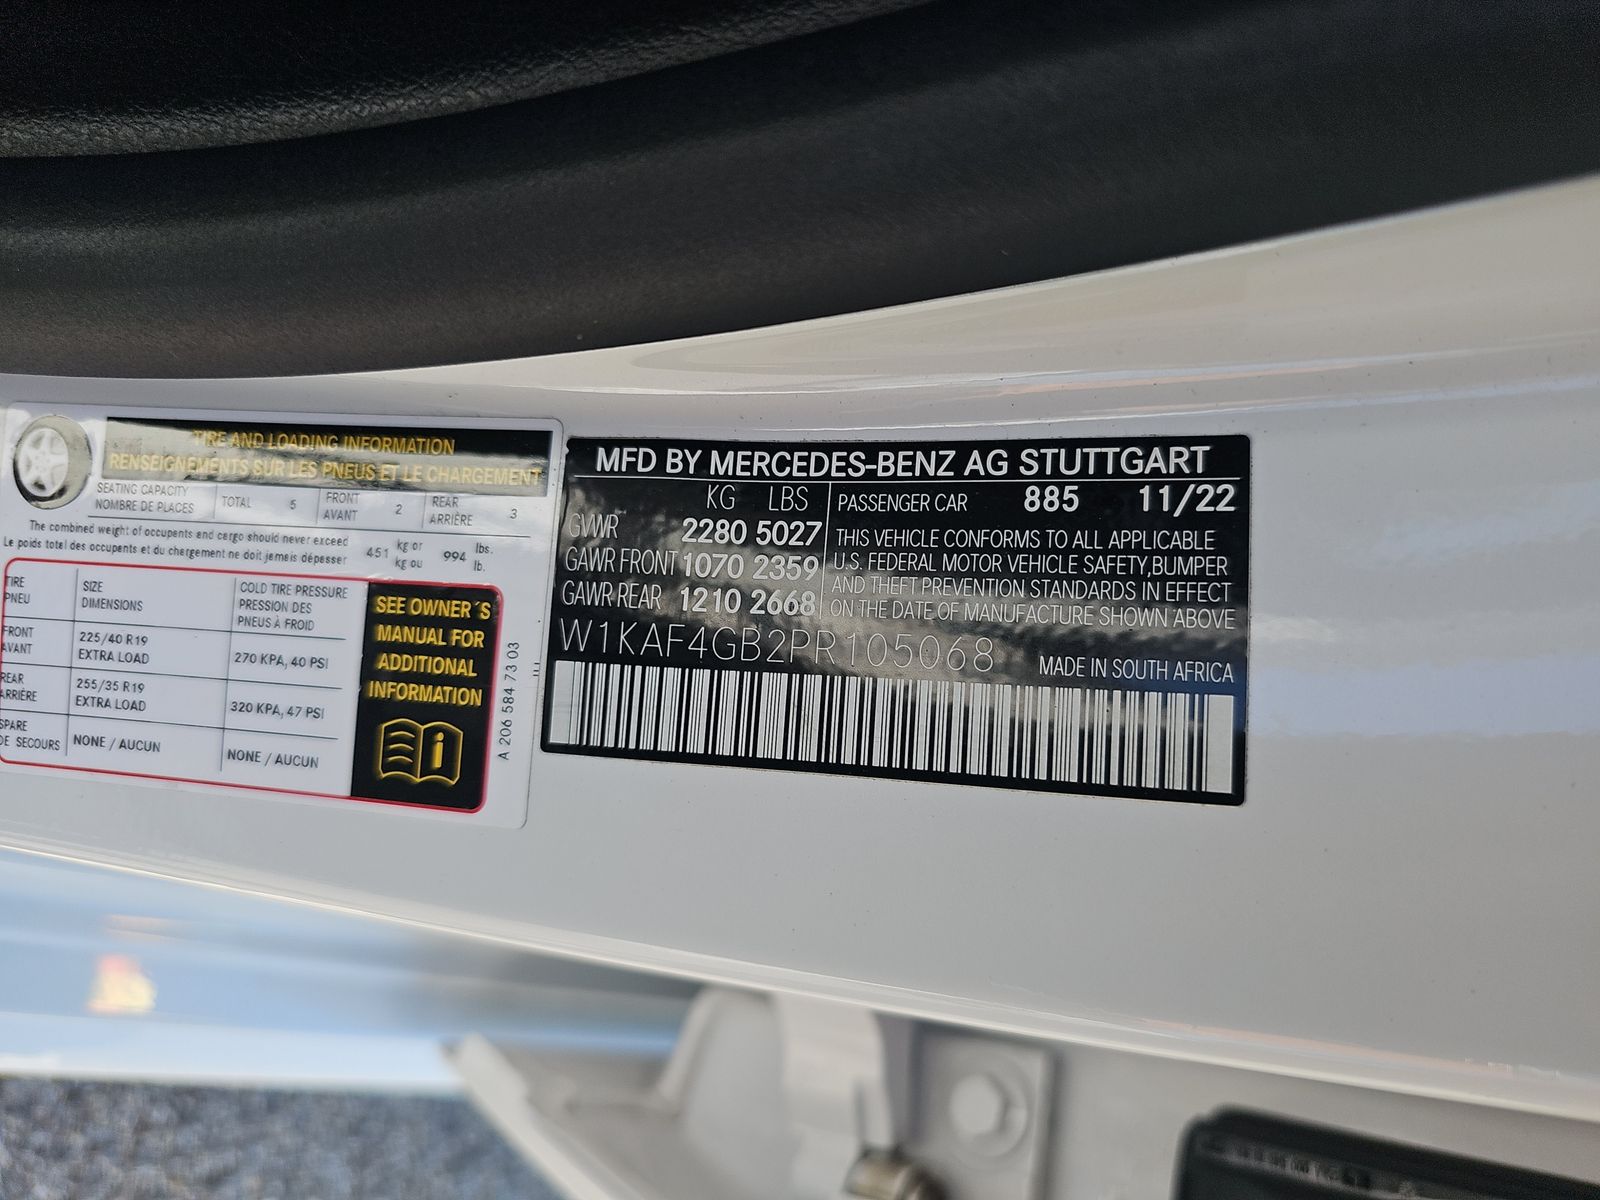 TIRE AND LOADING INFORMATION
RENSEIGNEMENTS SUR LES PNEUS ET LE CHARGEMENT
SEATING CAPACITY
NOMBRE DE PLACES
TOTAL 5
FRONT
AVANT
2
REAR
ARRIÈRE
3
The combined weight of occupants and cargo should never exceed
Le poids total des occupants et du chargement ne doit jamais dépasser
451
kg or
kg ou
994
lbs.
lb.
TIRE
PNEU
SIZE
DIMENSIONS
COLD TIRE PRESSURE
PRESSION DES
PNEUS À FROID
FRONT
AVANT
225/40 R19
EXTRA LOAD
270 KPA, 40 PSI
REAR
ARRIÈRE
255/35 R19
EXTRA LOAD
320 KPA, 47 PSI
SPARE
DE SECOURS
NONE / AUCUN
NONE / AUCUN
SEE OWNER´S
MANUAL FOR
ADDITIONAL
INFORMATION
A 206 584 73 03
MFD BY MERCEDES-BENZ AG STUTTGART
KG LBS
GVWR 2280 5027
GAWR FRONT 1070 2359
GAWR REAR 1210 2668
PASSENGER CAR 885 11/22
THIS VEHICLE CONFORMS TO ALL APPLICABLE
U.S. FEDERAL MOTOR VEHICLE SAFETY,BUMPER
AND THEFT PREVENTION STANDARDS IN EFFECT
ON THE DATE OF MANUFACTURE SHOWN ABOVE
W1KAF4GB2PR105068
MADE IN SOUTH AFRICA